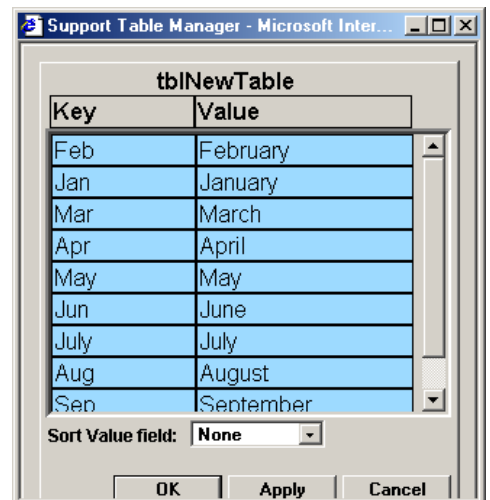 Support Table Manager - Microsoft Inter...
tblNewTable
Key Value
Feb February
Jan January
Mar March
Apr April
May May
Jun June
July July
Aug August
Sep September
Sort Value field: None
OK Apply Cancel